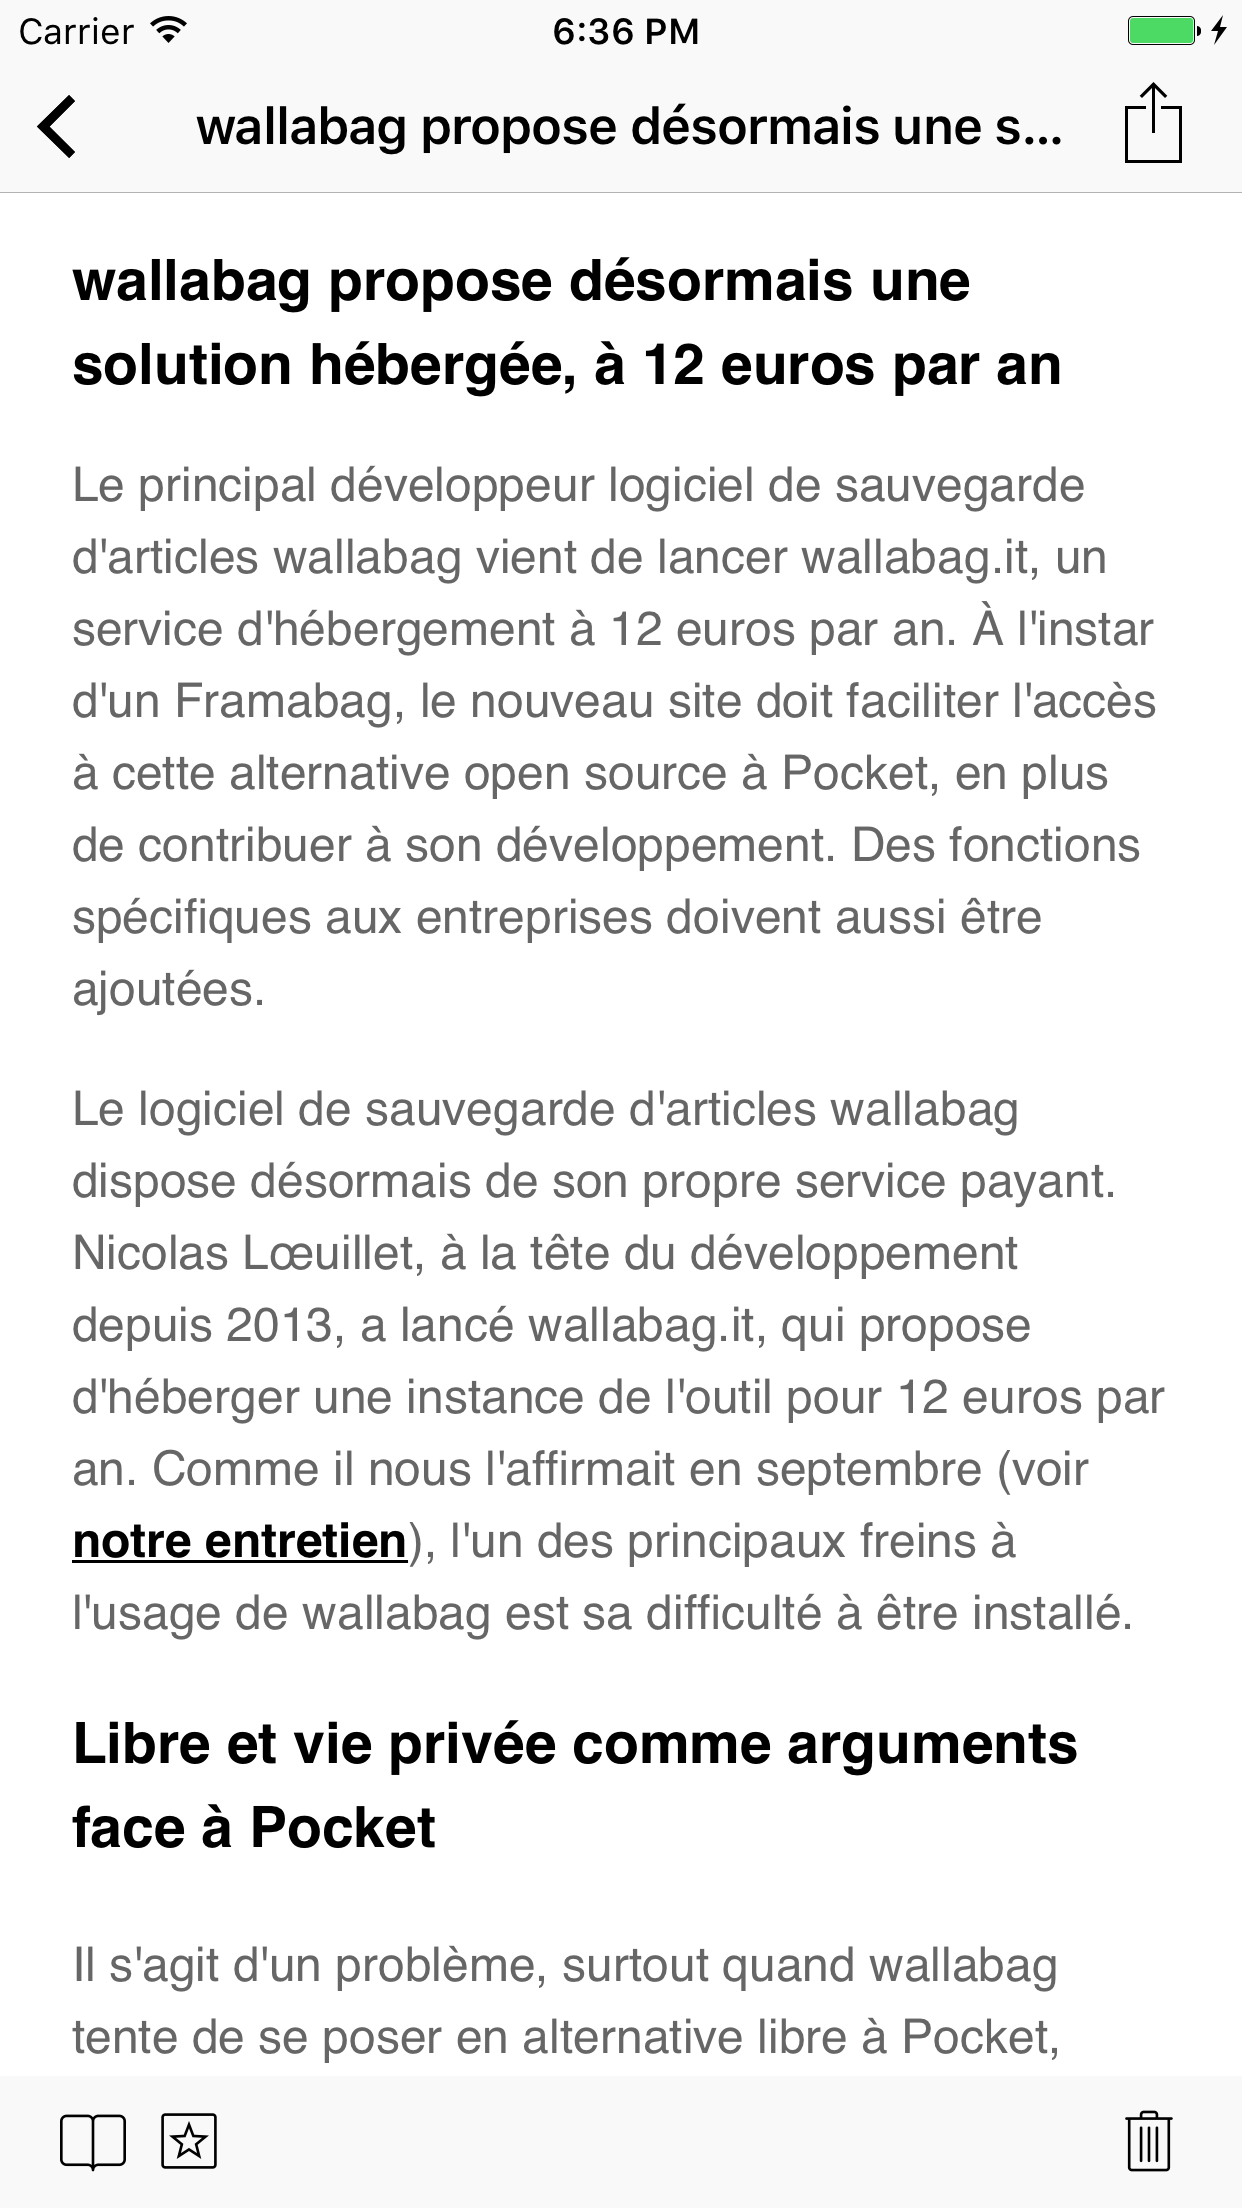 Carrier
6:36 PM
wallabag propose désormais une s...
wallabag propose désormais une
solution hébergée, à 12 euros par an
Le principal développeur logiciel de sauvegarde
d'articles wallabag vient de lancer wallabag.it, un
service d'hébergement à 12 euros par an. À l'instar
d'un Framabag, le nouveau site doit faciliter l'accès
à cette alternative open source à Pocket, en plus
de contribuer à son développement. Des fonctions
spécifiques aux entreprises doivent aussi être
ajoutées.
Le logiciel de sauvegarde d'articles wallabag
dispose désormais de son propre service payant.
Nicolas Lœuillet, à la tête du développement
depuis 2013, a lancé wallabag.it, qui propose
d'héberger une instance de l'outil pour 12 euros par
an. Comme il nous l'affirmait en septembre (voir
notre entretien), l'un des principaux freins à
l'usage de wallabag est sa difficulté à être installé.
Libre et vie privée comme arguments
face à Pocket
Il s'agit d'un problème, surtout quand wallabag
tente de se poser en alternative libre à Pocket,